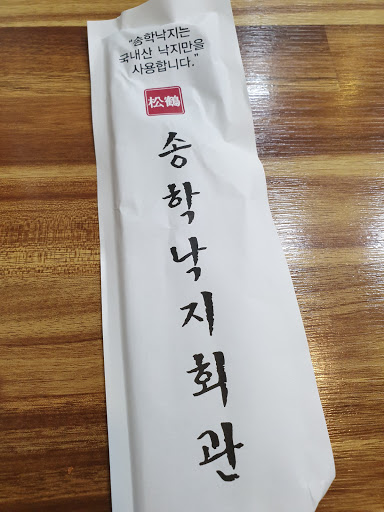 "송학낙지는
국내산 낙지만을
사용합니다."
松鶴
송학낙지회관